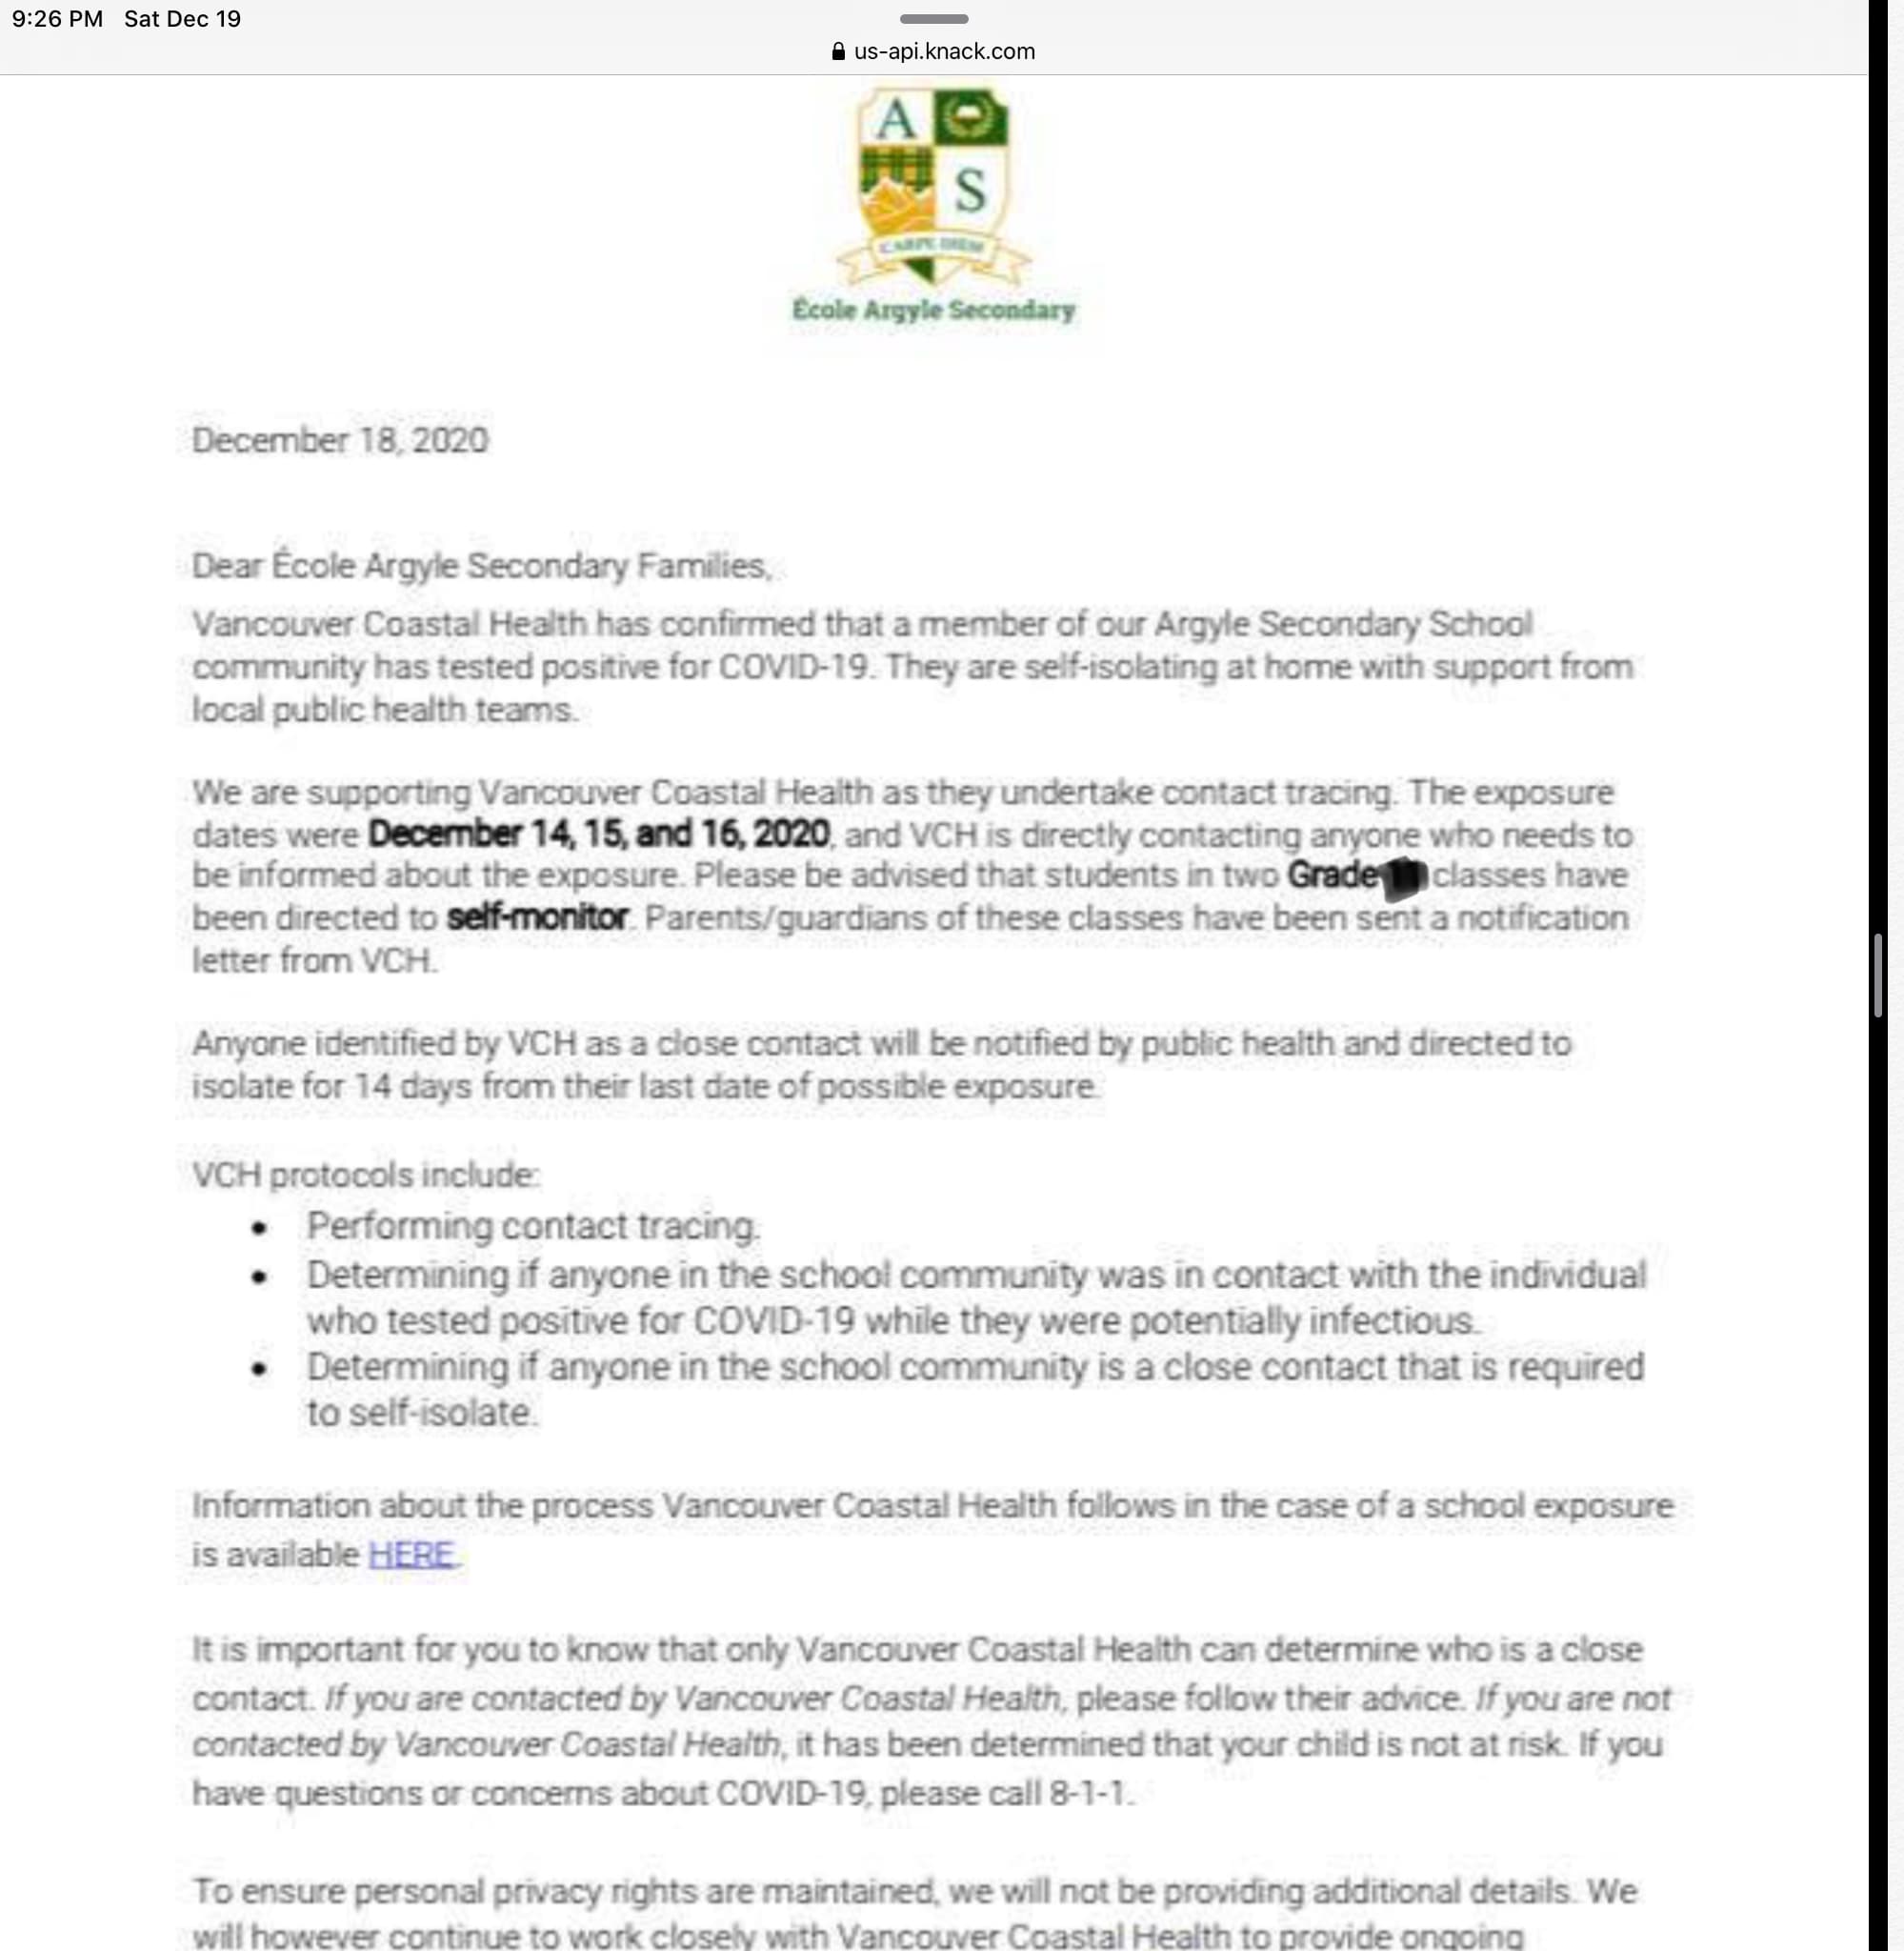 9:26 PM Sat Dec 19
us-api.knack.com
A
S
CARPE DIEM
École Argyle Secondary
December 18, 2020
Dear École Argyle Secondary Families,
Vancouver Coastal Health has confirmed that a member of our Argyle Secondary School
community has tested positive for COVID-19. They are self-isolating at home with support from
local public health teams.
We are supporting Vancouver Coastal Health as they undertake contact tracing. The exposure
dates were December 14, 15, and 16, 2020, and VCH is directly contacting anyone who needs to
be informed about the exposure. Please be advised that students in two Grade classes have
been directed to self-monitor. Parents/guardians of these classes have been sent a notification
letter from VCH.
Anyone identified by VCH as a close contact will be notified by public health and directed to
isolate for 14 days from their last date of possible exposure.
VCH protocols include:
• Performing contact tracing.
• Determining if anyone in the school community was in contact with the individual
who tested positive for COVID-19 while they were potentially infectious.
• Determining if anyone in the school community is a close contact that is required
to self-isolate.
Information about the process Vancouver Coastal Health follows in the case of a school exposure
is available HERE.
It is important for you to know that only Vancouver Coastal Health can determine who is a close
contact. If you are contacted by Vancouver Coastal Health, please follow their advice. If you are not
contacted by Vancouver Coastal Health, it has been determined that your child is not at risk. If you
have questions or concerns about COVID-19, please call 8-1-1.
To ensure personal privacy rights are maintained, we will not be providing additional details. We
will however continue to work closely with Vancouver Coastal Health to provide ongoing